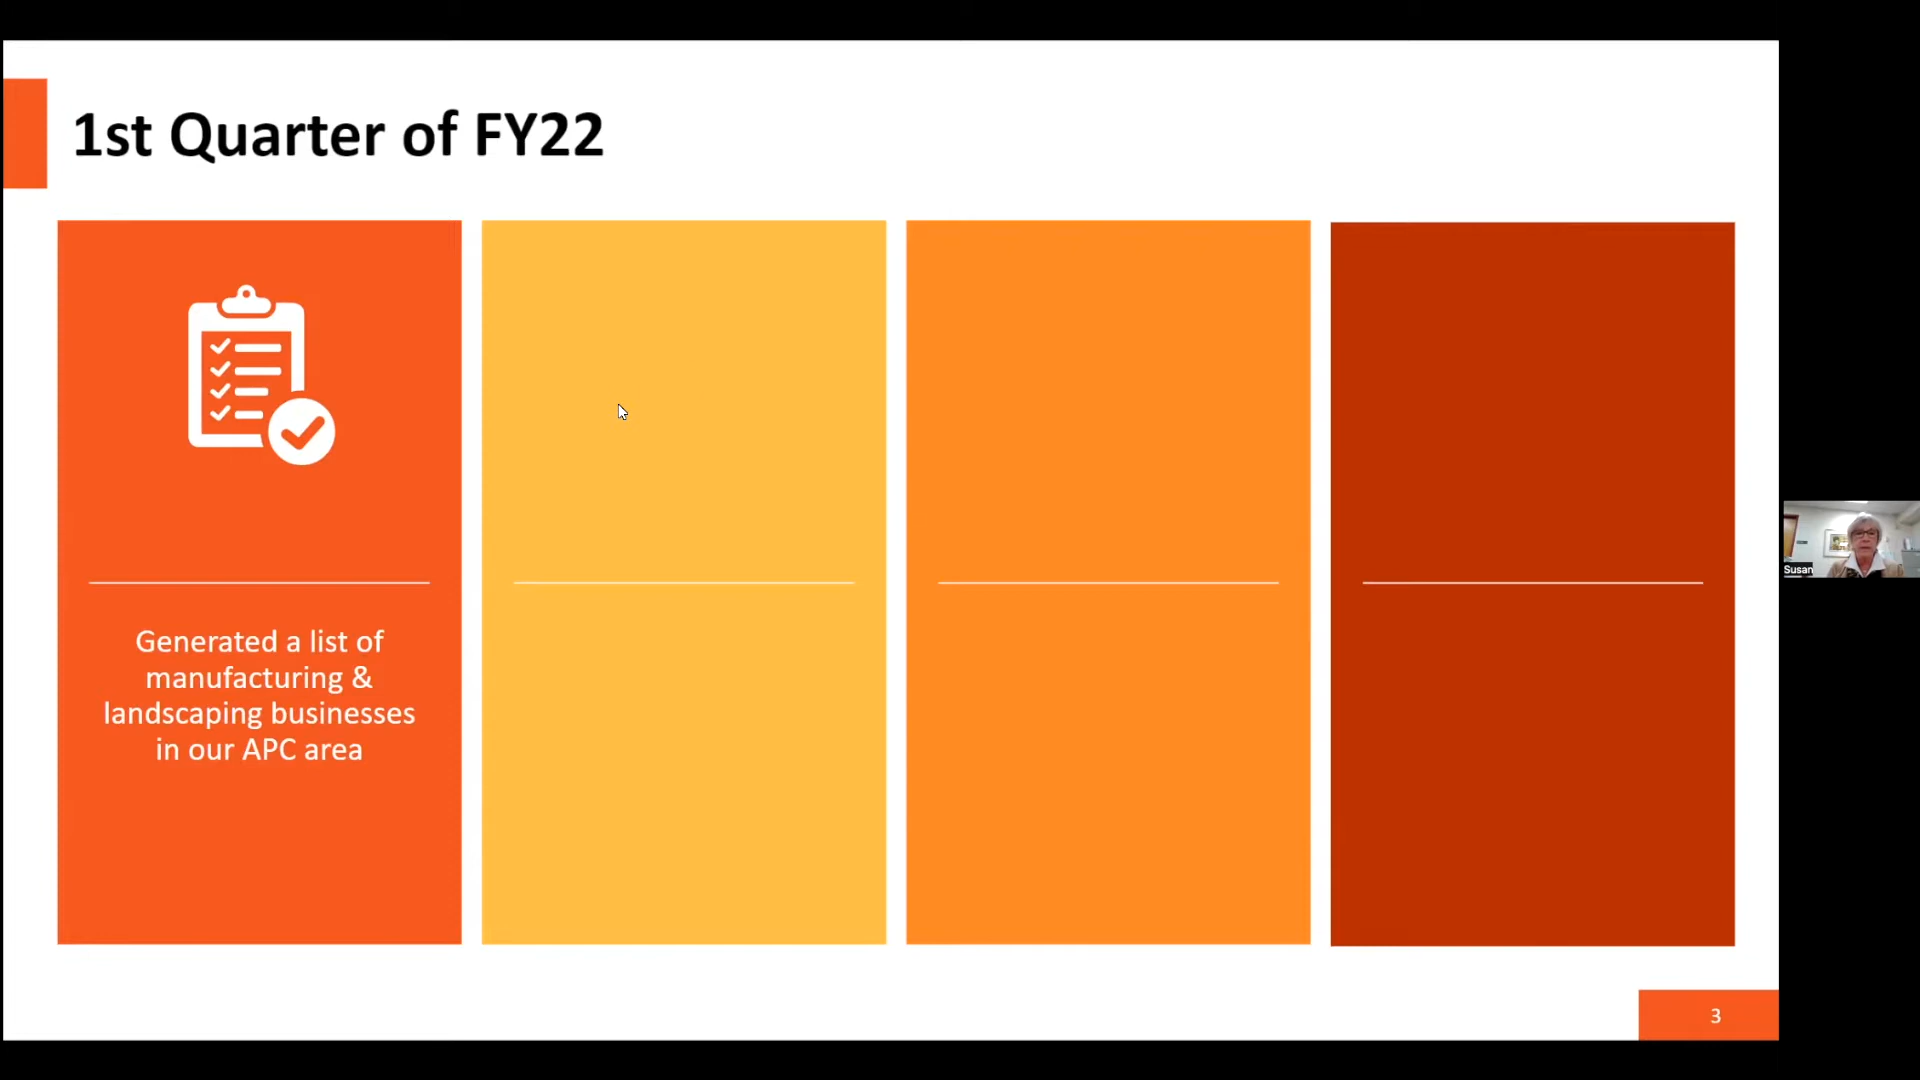 1st Quarter of FY22
Generated a list of
manufacturing &
landscaping businesses
in our APC area
Susan
3